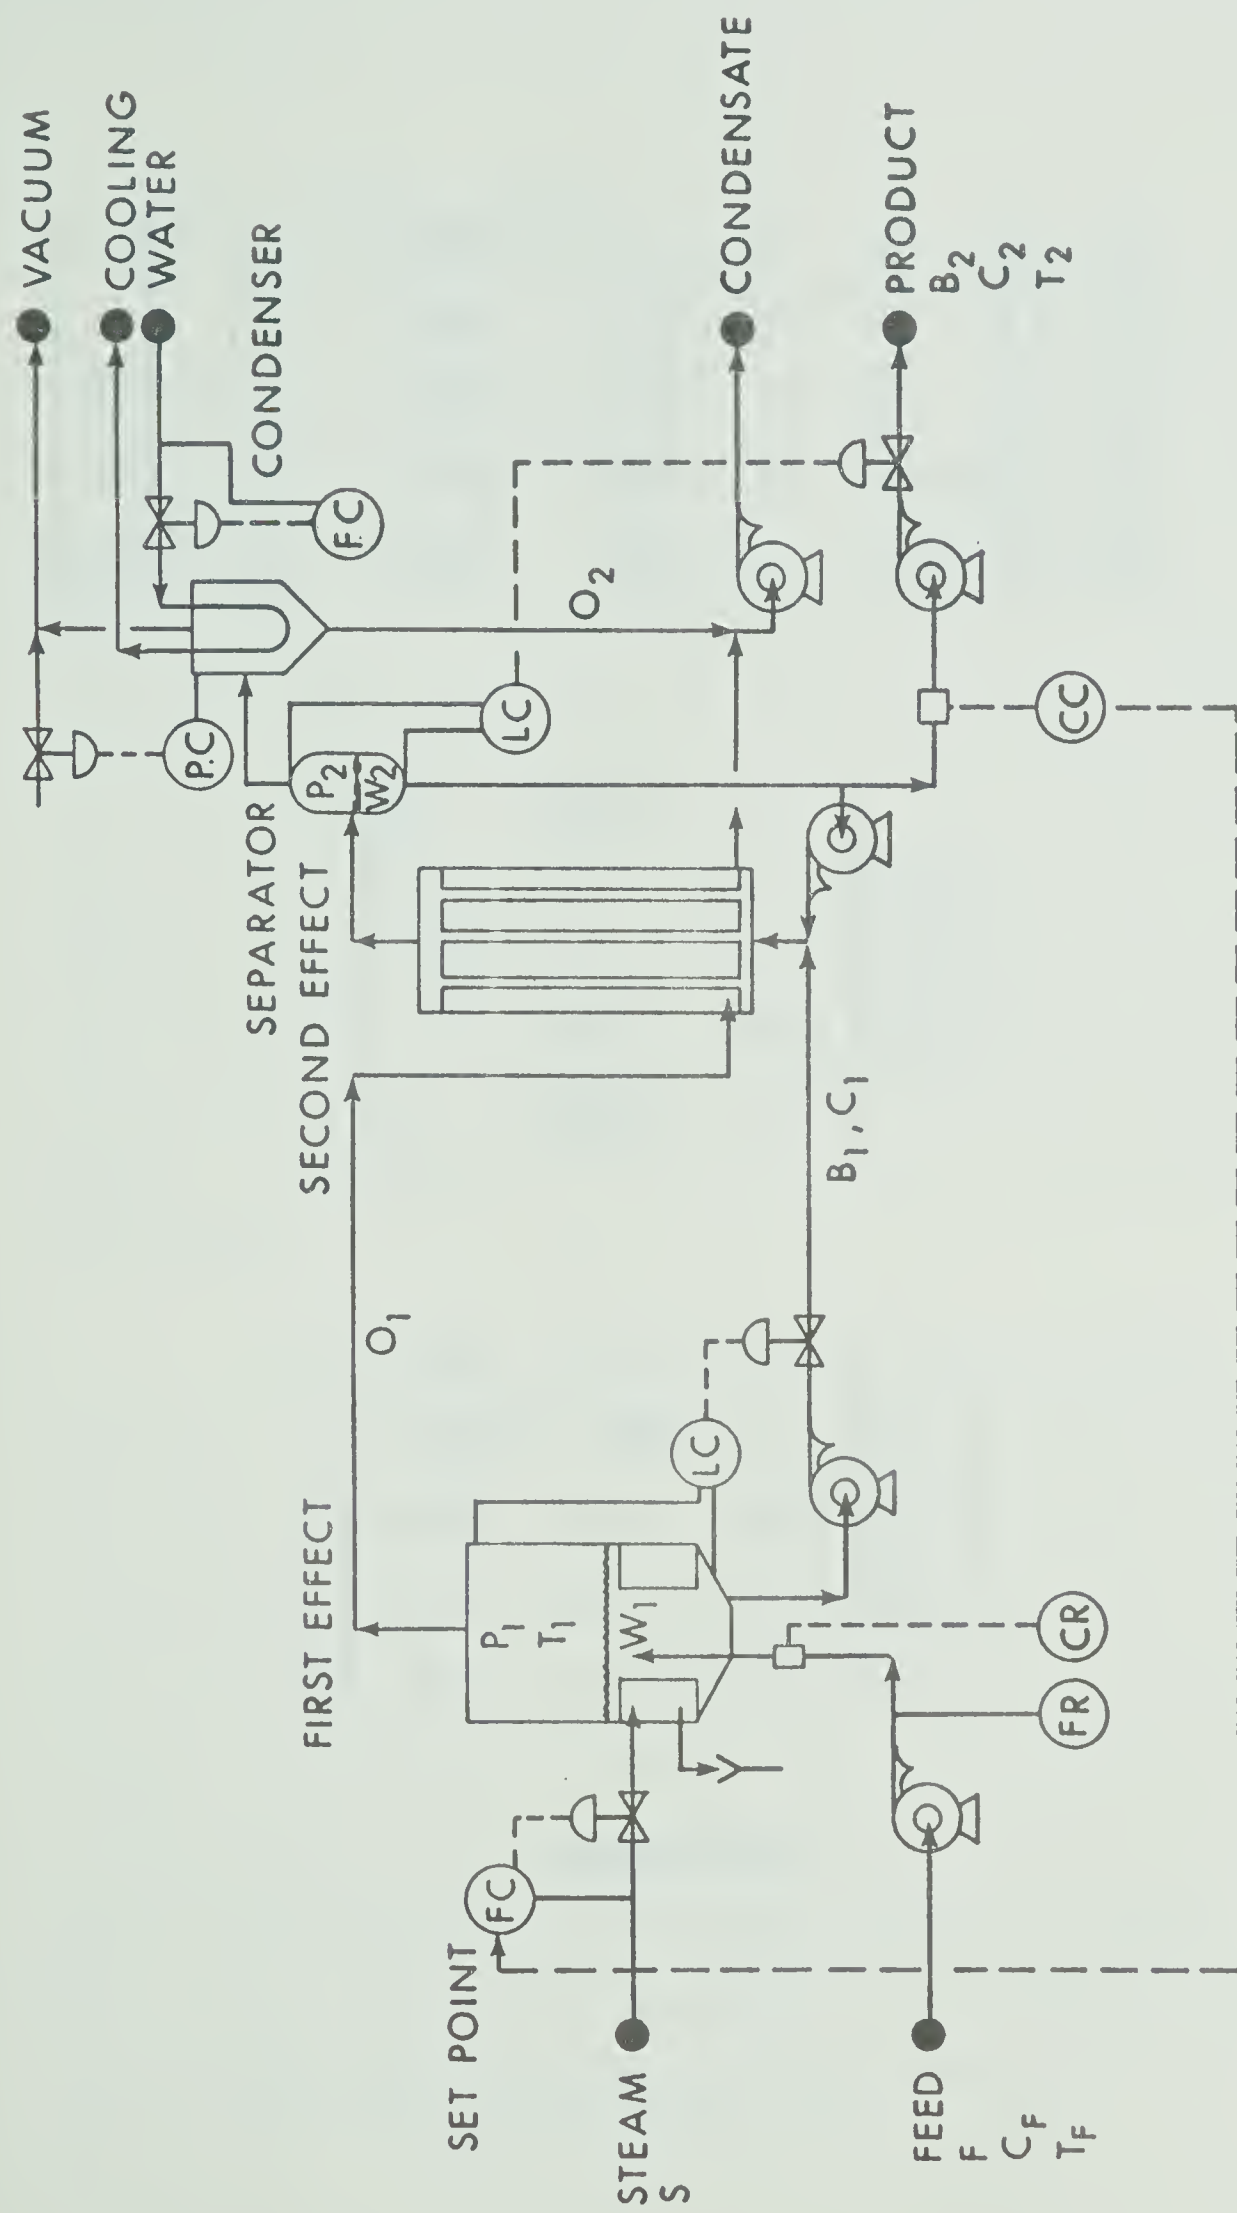 VACUUM
COOLING
WATER
CONDENSER
F.C
P.C
SEPARATOR
P2
W2
LC
SECOND EFFECT
O2
CONDENSATE
PRODUCT
B2
C2
T2
CC
O1
B1, C1
FIRST EFFECT
P1
T1
W1
LC
SET POINT
FC
STEAM
S
CR
FR
FEED
F
CF
TF